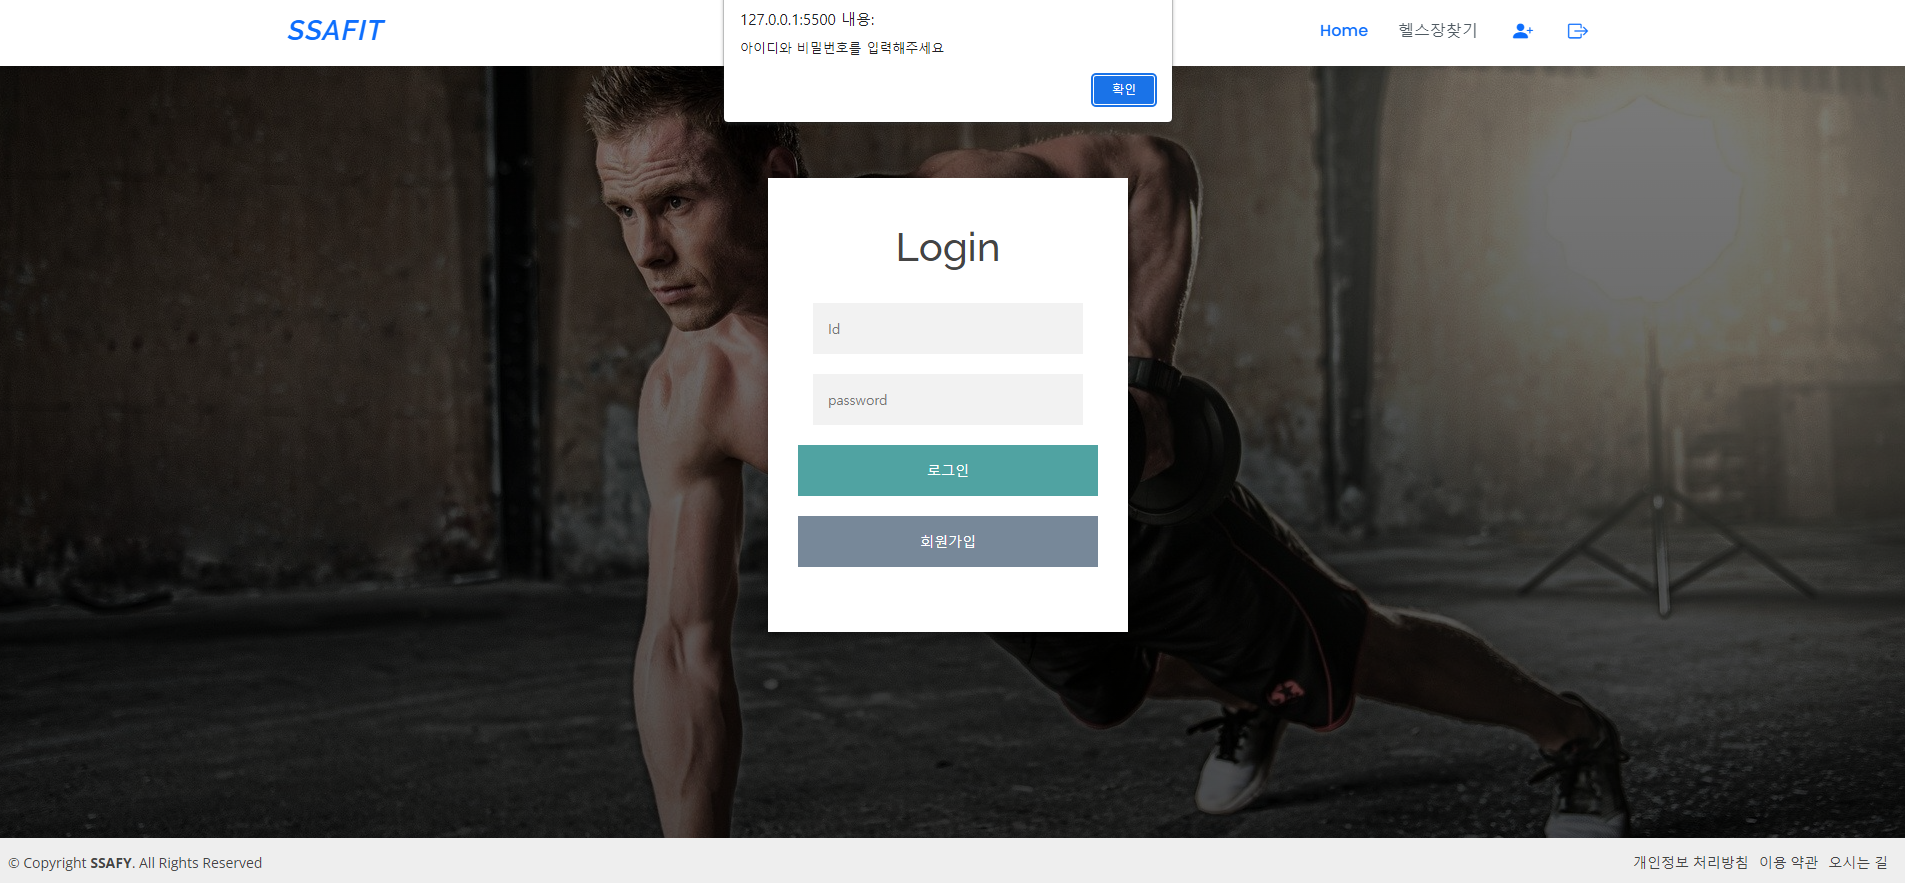 SSAFIT
127.0.0.1:5500 내용:
아이디와 비밀번호를 입력해주세요
확인
Home
헬스장찾기
Login
Id
password
로그인
회원가입
© Copyright SSAFY. All Rights Reserved
개인정보 처리방침 이용 약관 오시는 길